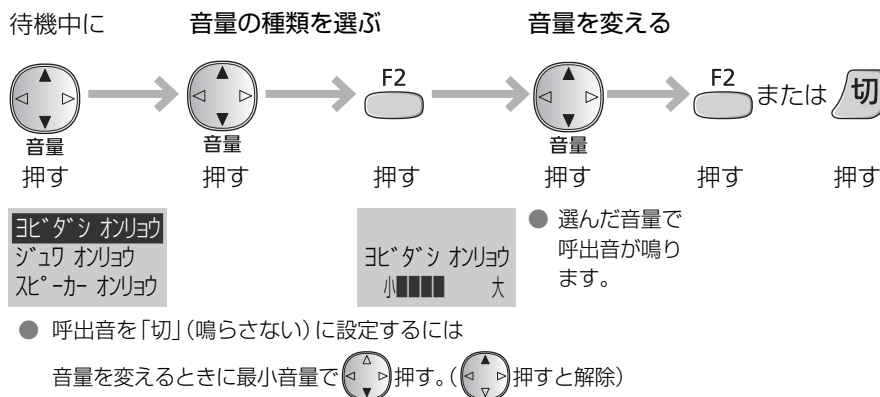 待機中に 音量の種類を選ぶ 音量を変える
F2 F2 または 切
音量 音量 音量
押す 押す 押す 押す 押す 押す
ヨビダシ オンリョウ
ジュワ オンリョウ
スピーカー オンリョウ
ヨビダシ オンリョウ
小 大
● 選んだ音量で
呼出音が鳴り
ます。
● 呼出音を「切」(鳴らさない)に設定するには
音量を変えるときに最小音量で押す。(押すと解除)